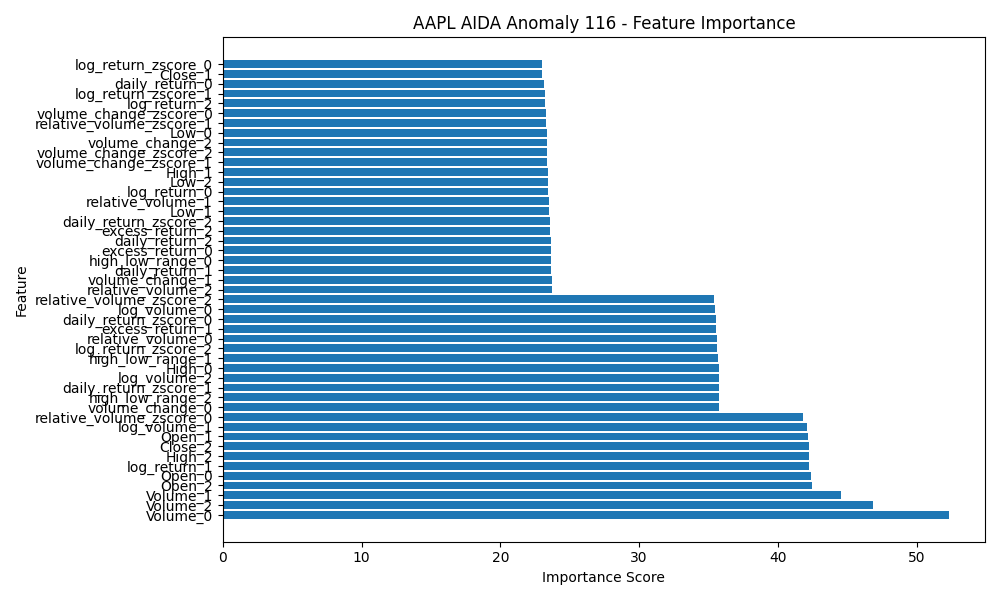 AAPL AIDA Anomaly 116 - Feature Importance
log_return_zscore_0
Close_1
daily_return_0
log_return_zscore_1
log_return_2
volume_change_zscore_0
relative_volume_zscore_1
Low_0
volume_change_2
volume_change_zscore_2
volume_change_zscore_1
High_1
Low_2
log_return_0
relative_volume_1
Low_1
daily_return_zscore_2
excess_return_2
daily_return_2
excess_return_0
high_low_range_0
daily_return_1
volume_change_1
relative_volume_2
relative_volume_zscore_2
log_volume_0
daily_return_zscore_0
excess_return_1
relative_volume_0
log_return_zscore_2
high_low_range_1
High_0
log_volume_2
daily_return_zscore_1
high_low_range_2
volume_change_0
relative_volume_zscore_0
log_volume_1
Open_1
Close_2
High_2
log_return_1
Open_0
Open_2
Volume_1
Volume_2
Volume_0
Feature
0 10 20 30 40 50
Importance Score